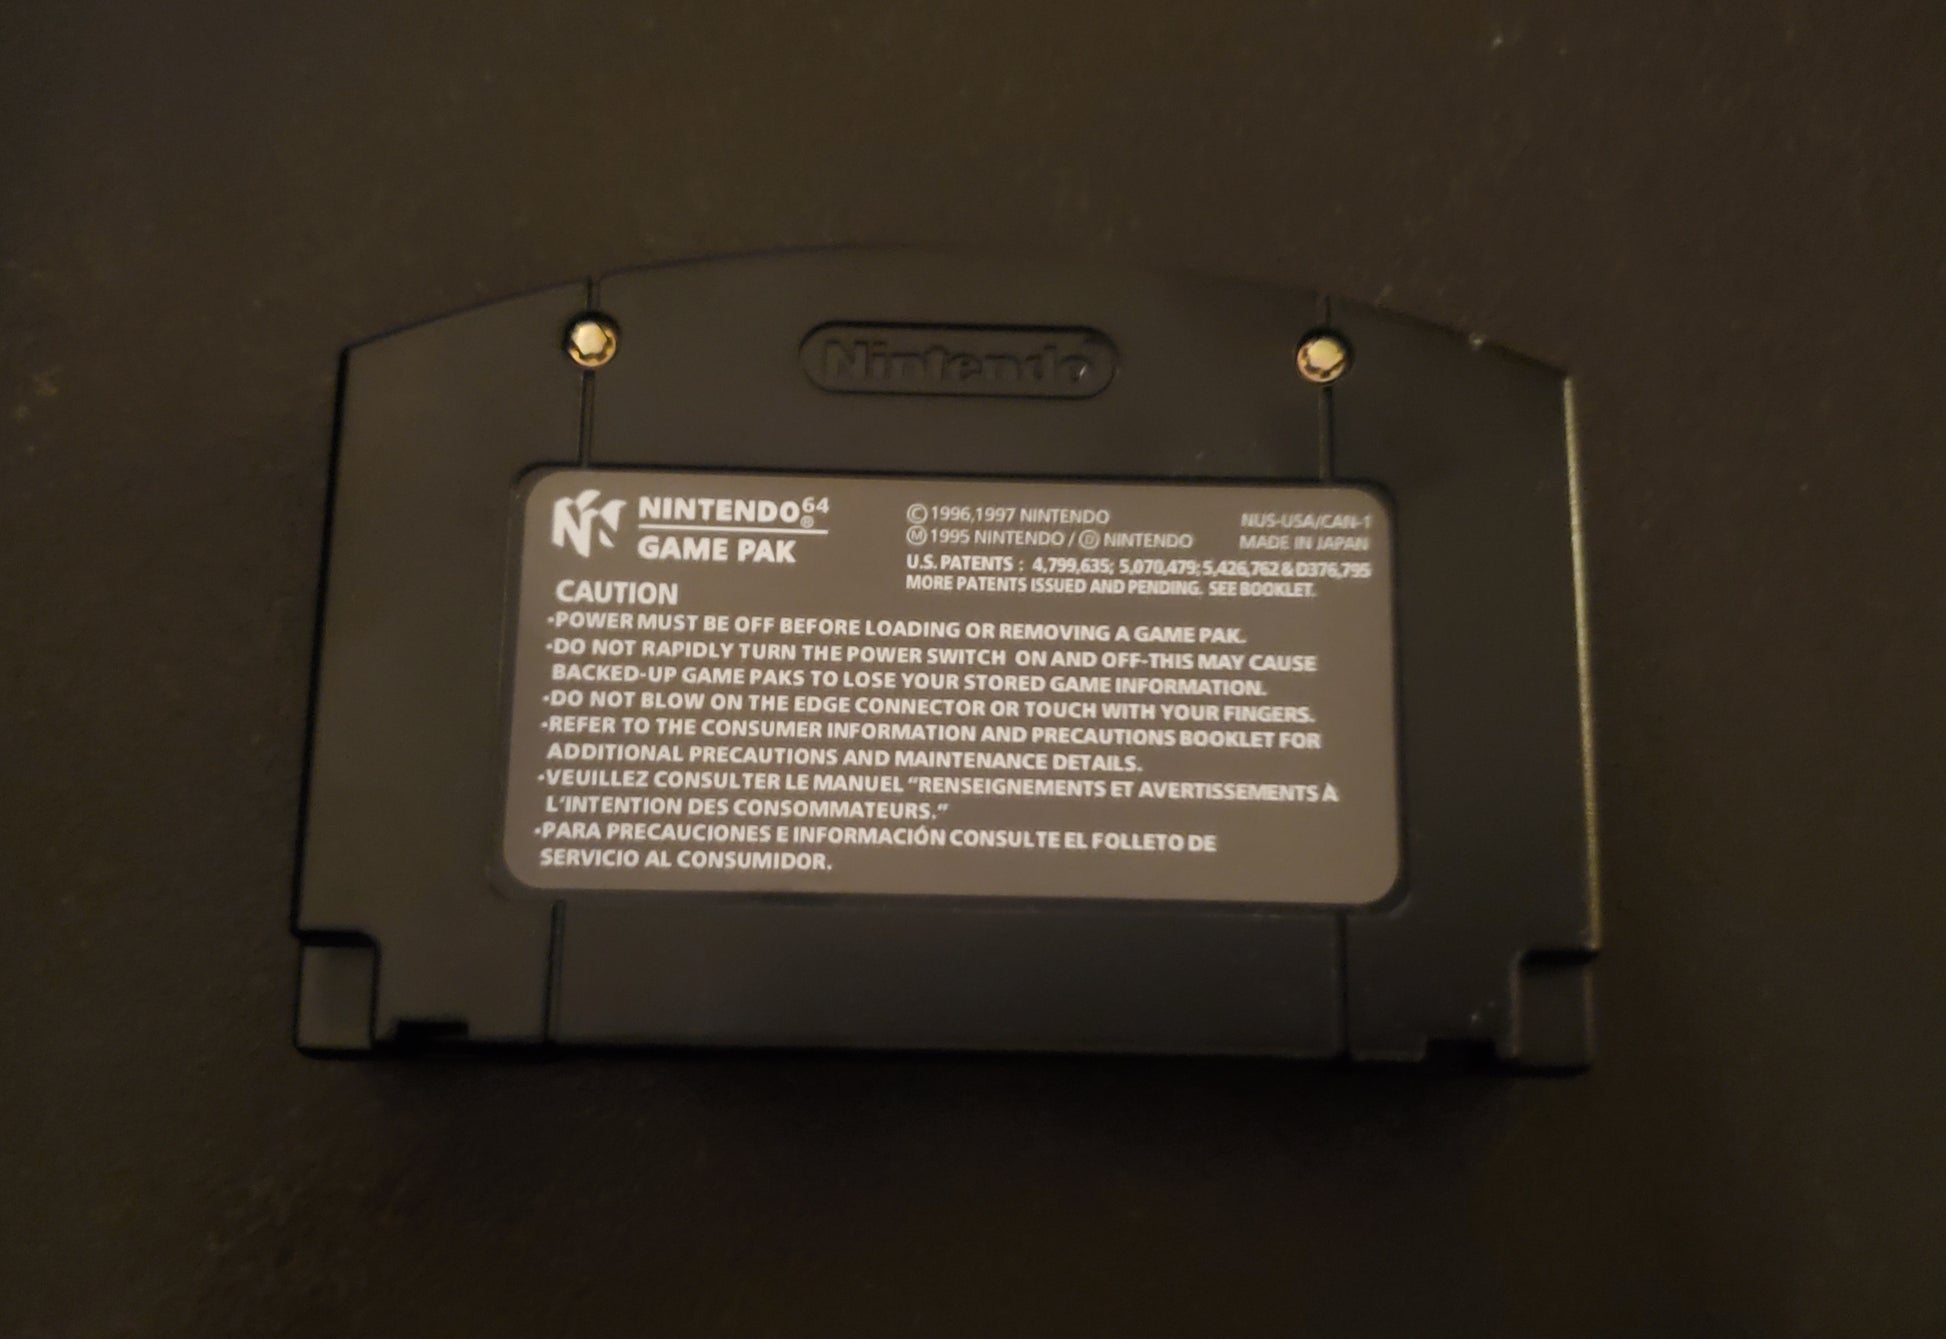 Nintendo
NINTENDO64®
GAME PAK
©1996,1997 NINTENDO
Ⓜ1995 NINTENDO / Ⓓ NINTENDO
NUS-USA/CAN-1
MADE IN JAPAN
U.S. PATENTS : 4,799,635; 5,070,479; 5,426,762 & D376,795
MORE PATENTS ISSUED AND PENDING. SEE BOOKLET.
CAUTION
•POWER MUST BE OFF BEFORE LOADING OR REMOVING A GAME PAK.
•DO NOT RAPIDLY TURN THE POWER SWITCH ON AND OFF-THIS MAY CAUSE
BACKED-UP GAME PAKS TO LOSE YOUR STORED GAME INFORMATION.
•DO NOT BLOW ON THE EDGE CONNECTOR OR TOUCH WITH YOUR FINGERS.
•REFER TO THE CONSUMER INFORMATION AND PRECAUTIONS BOOKLET FOR
ADDITIONAL PRECAUTIONS AND MAINTENANCE DETAILS.
•VEUILLEZ CONSULTER LE MANUEL "RENSEIGNEMENTS ET AVERTISSEMENTS À
L'INTENTION DES CONSOMMATEURS."
•PARA PRECAUCIONES E INFORMACIÓN CONSULTE EL FOLLETO DE
SERVICIO AL CONSUMIDOR.